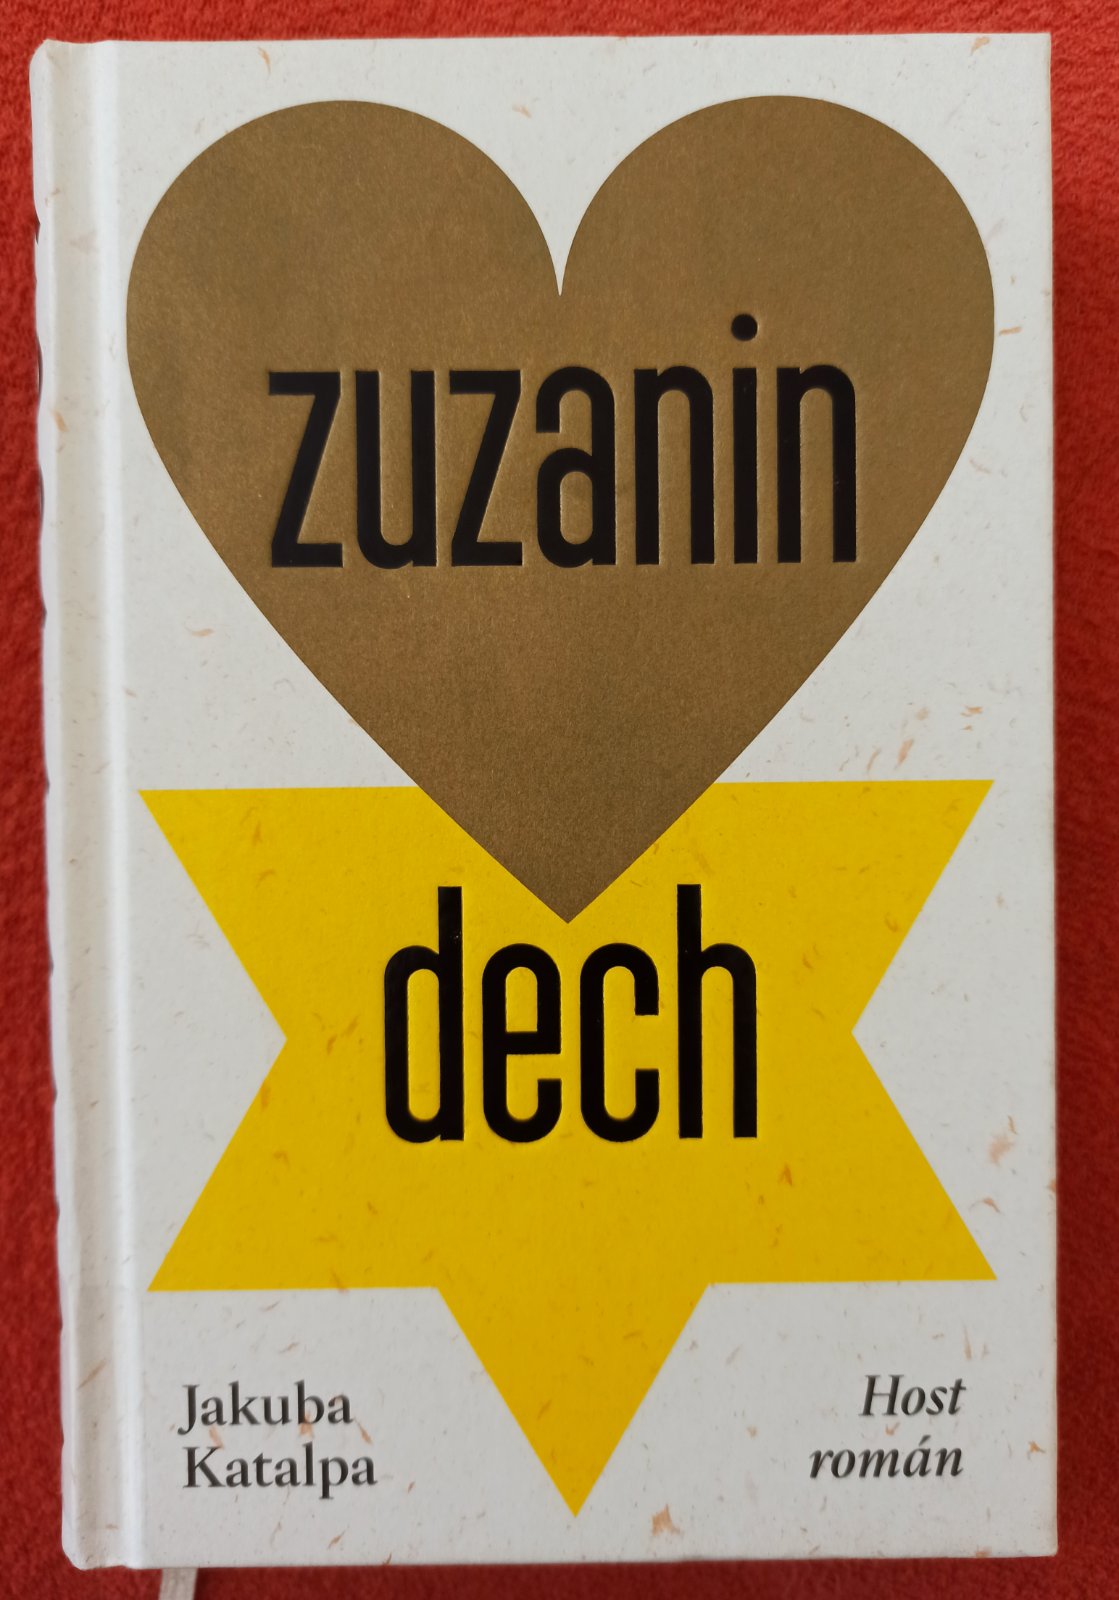 zuzanin
dech
Jakuba
Katalpa
Host
román